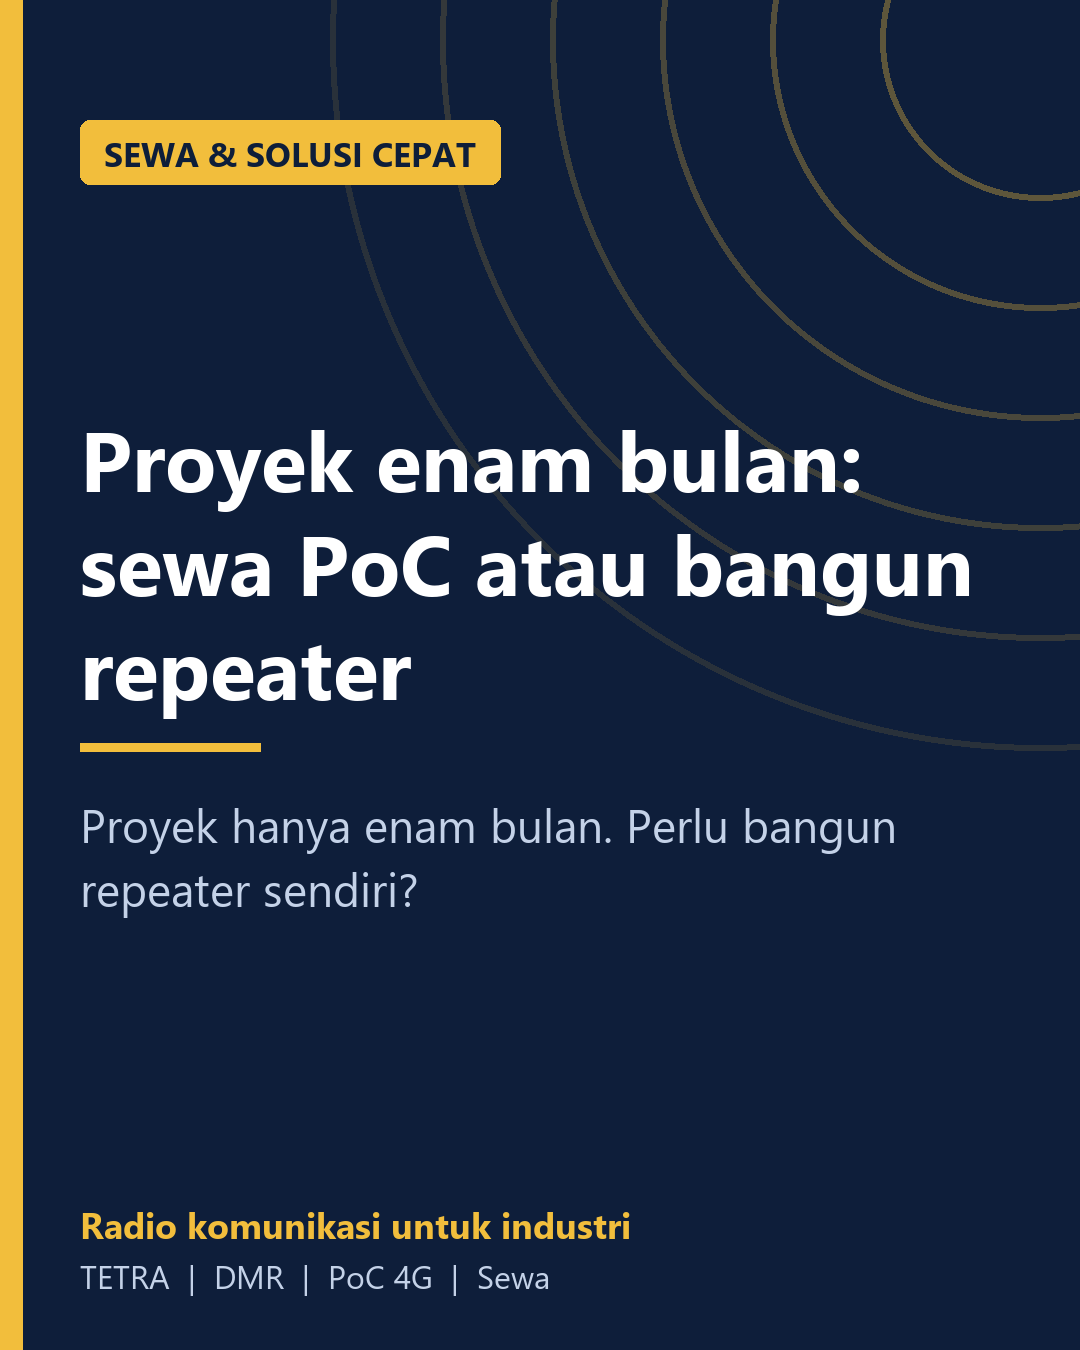 SEWA & SOLUSI CEPAT
Proyek enam bulan:
sewa PoC atau bangun
repeater
Proyek hanya enam bulan. Perlu bangun
repeater sendiri?
Radio komunikasi untuk industri
TETRA | DMR | PoC 4G | Sewa